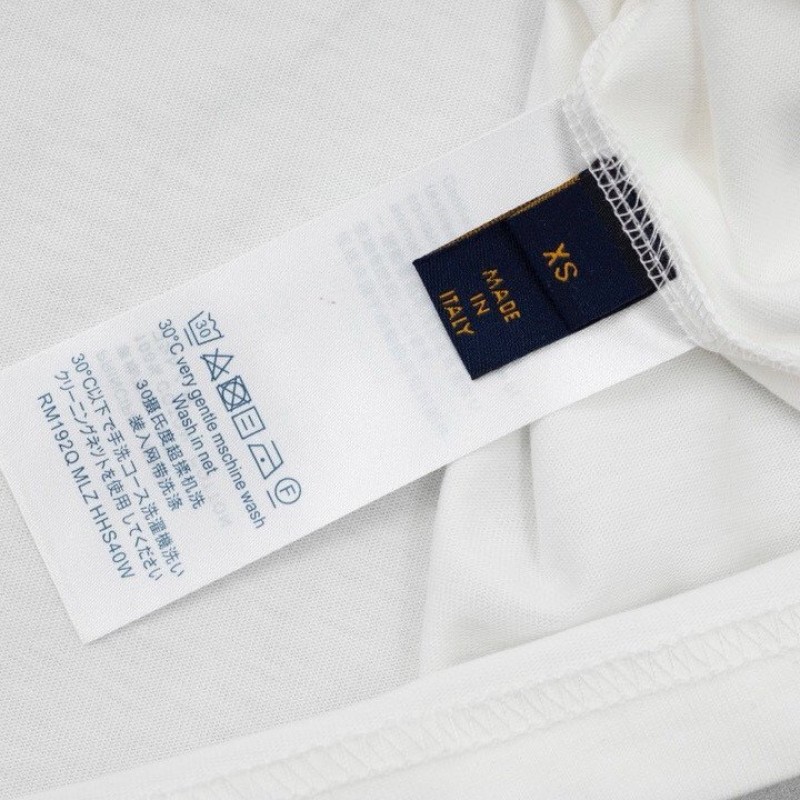 XS
MADE
IN
ITALY
30
F
30°C very gentle mschine wash
Wash in net
30摄氏度超揉机洗
装入网带洗涤
30°C以下で手洗コース洗濯機洗い
クリーニングネットを使用してください
RM192Q MLZ HHS40W